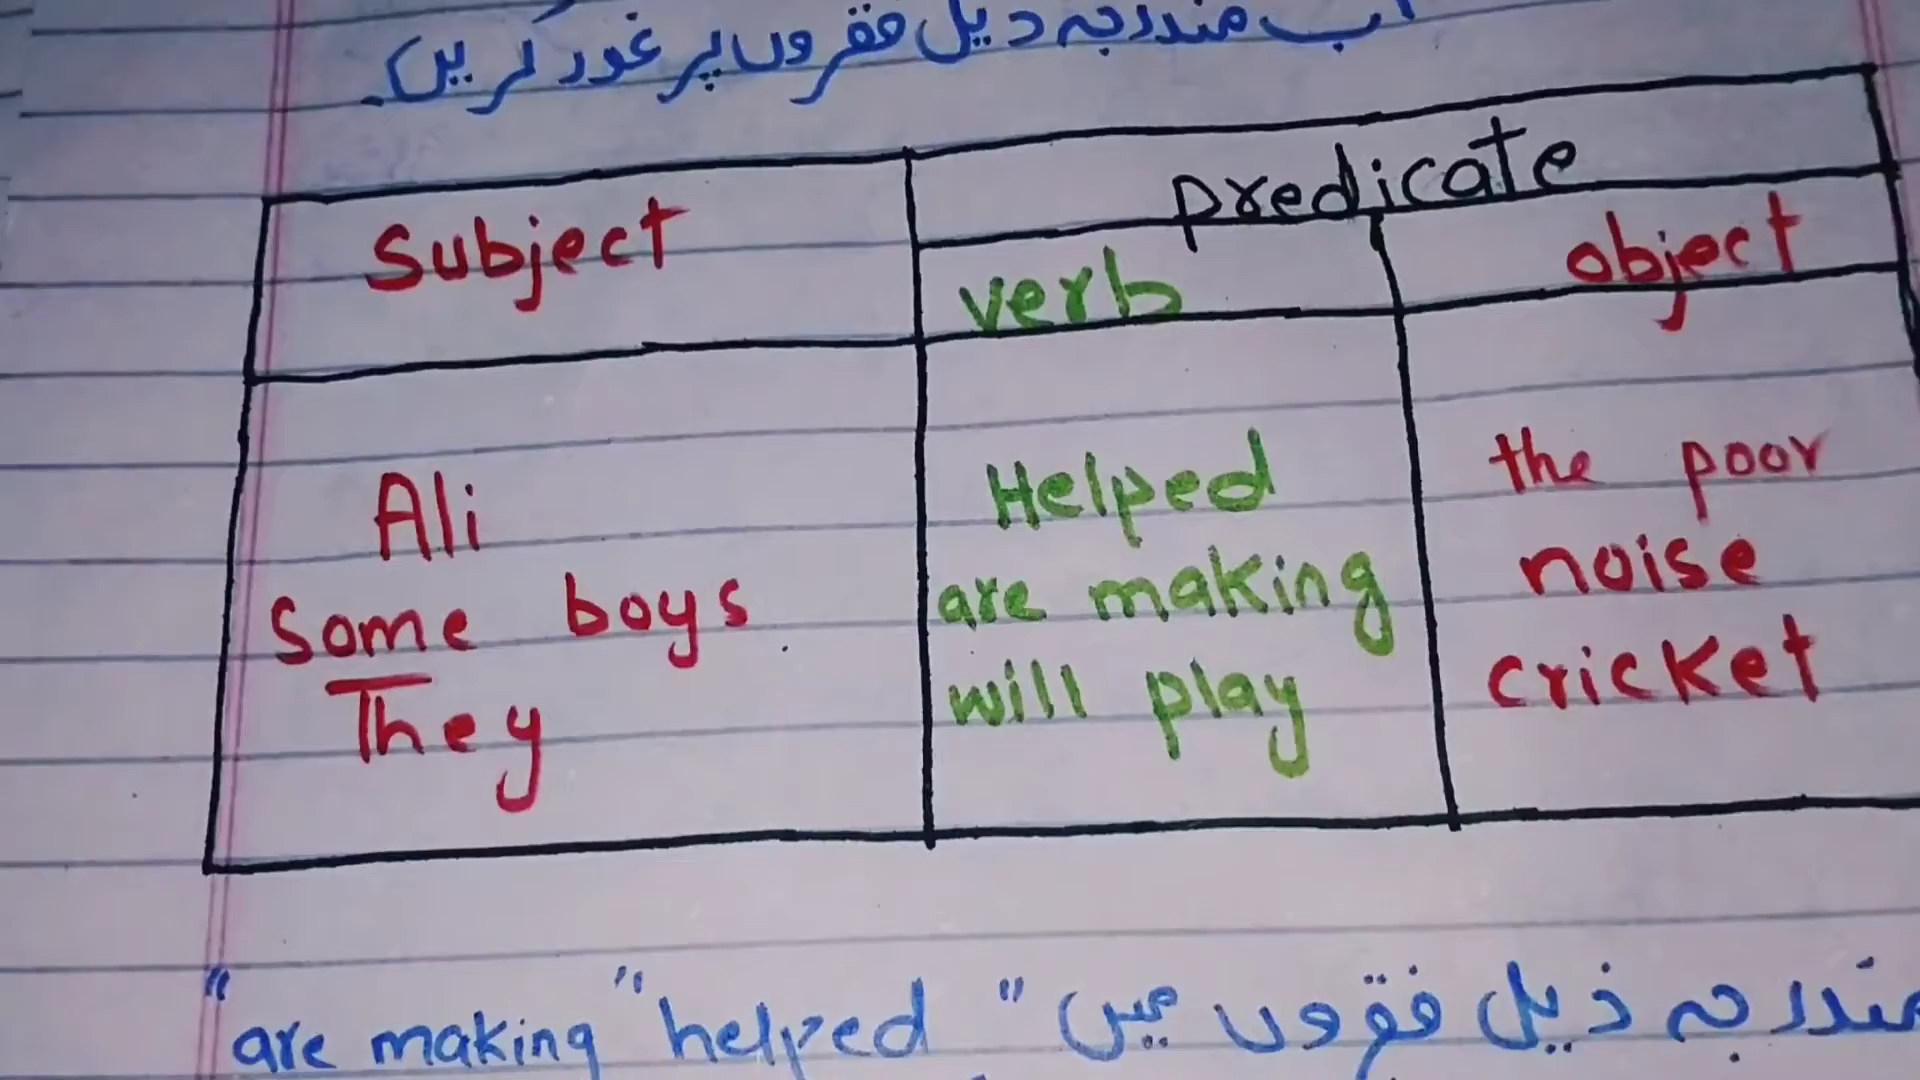 اب مندرجہ ذیل فقروں پر غور کریں۔
predicate
Subject
verb object
Ali Helped the poor
Some boys are making noise
They will play cricket
مندرجہ ذیل فقروں میں "helped" are making"